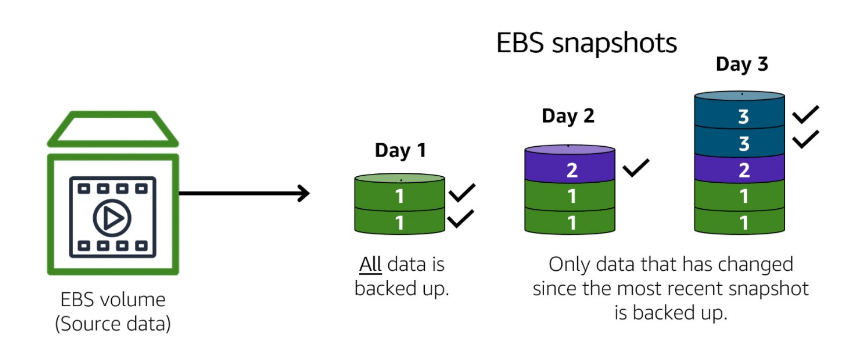 EBS snapshots
Day 1
Day 2
Day 3
1
1
2
1
1
3
3
2
1
1
EBS volume
(Source data)
All data is
backed up.
Only data that has changed
since the most recent snapshot
is backed up.